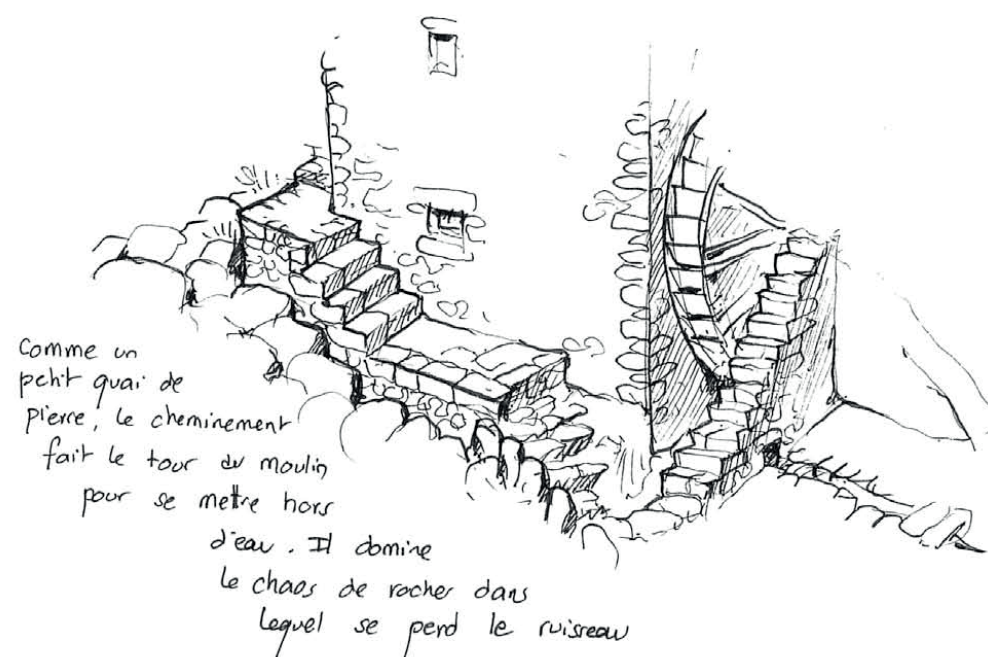 Comme un
petit quai de
pierre, le cheminement
fait le tour du moulin
pour se mettre hors
d'eau. Il domine
le chaos de rocher dans
lequel se perd le ruisseau